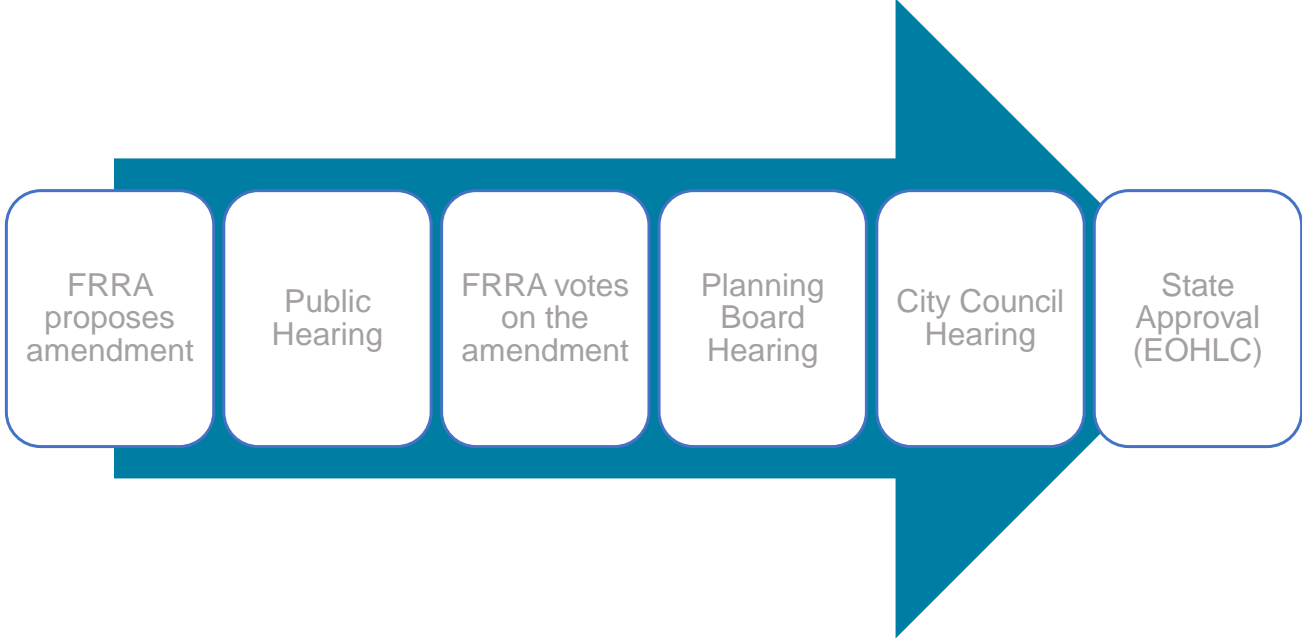 FRRA
proposes
amendment
Public
Hearing
FRRA votes
on the
amendment
Planning
Board
Hearing
City Council
Hearing
State
Approval
(EOHLC)